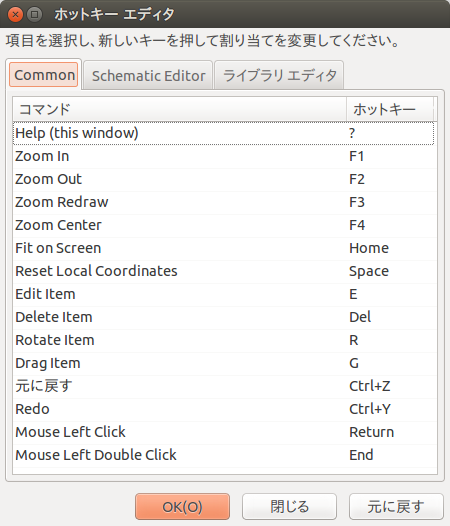 ホットキー エディタ
項目を選択し、新しいキーを押して割り当てを変更してください。
Common Schematic Editor ライブラリ エディタ
コマンド ホットキー
Help (this window) ?
Zoom In F1
Zoom Out F2
Zoom Redraw F3
Zoom Center F4
Fit on Screen Home
Reset Local Coordinates Space
Edit Item E
Delete Item Del
Rotate Item R
Drag Item G
元に戻す Ctrl+Z
Redo Ctrl+Y
Mouse Left Click Return
Mouse Left Double Click End
OK(O) 閉じる 元に戻す